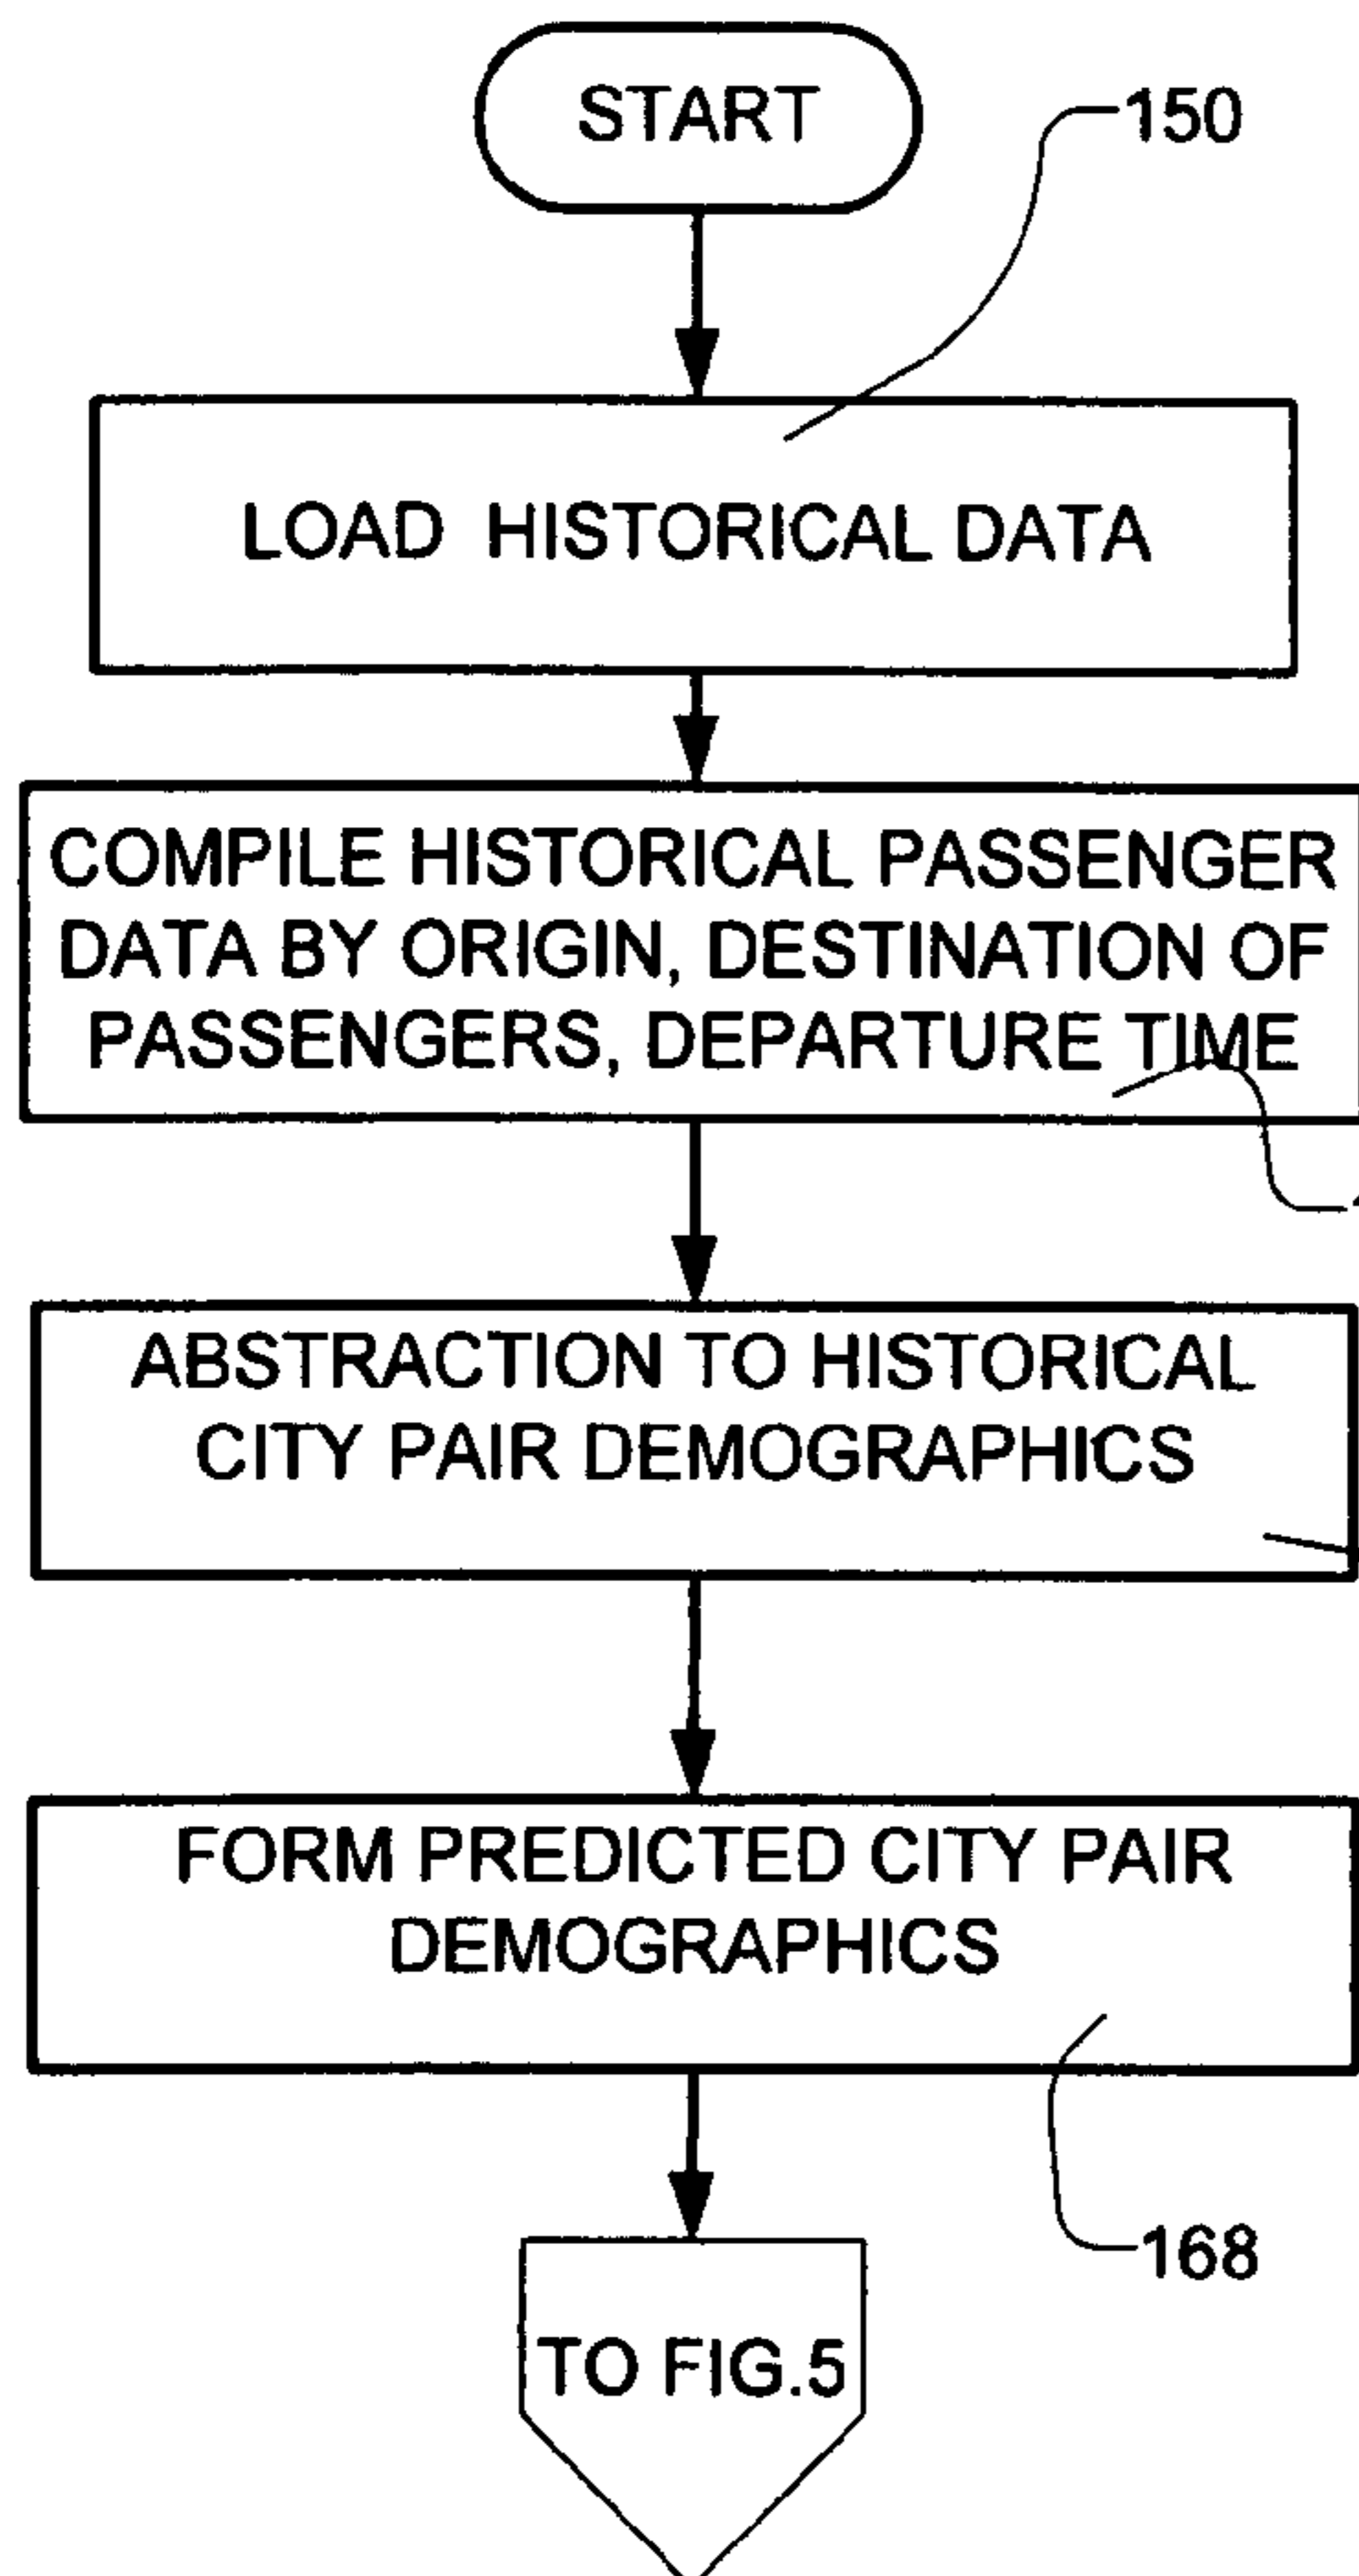 START
150
LOAD HISTORICAL DATA
COMPILE HISTORICAL PASSENGER
DATA BY ORIGIN, DESTINATION OF
PASSENGERS, DEPARTURE TIME
ABSTRACTION TO HISTORICAL
CITY PAIR DEMOGRAPHICS
FORM PREDICTED CITY PAIR
DEMOGRAPHICS
168
TO FIG.5